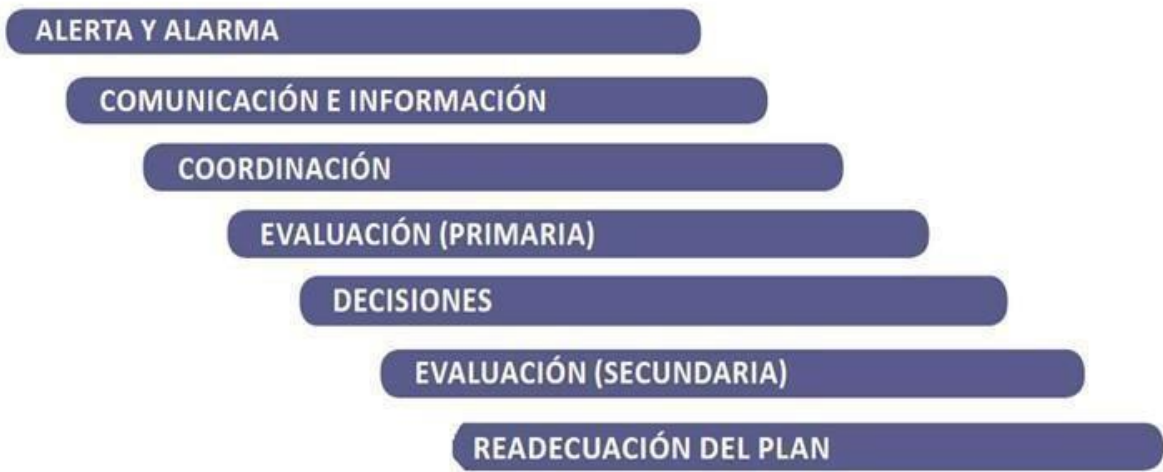 ALERTA Y ALARMA
COMUNICACIÓN E INFORMACIÓN
COORDINACIÓN
EVALUACIÓN (PRIMARIA)
DECISIONES
EVALUACIÓN (SECUNDARIA)
READECUACIÓN DEL PLAN